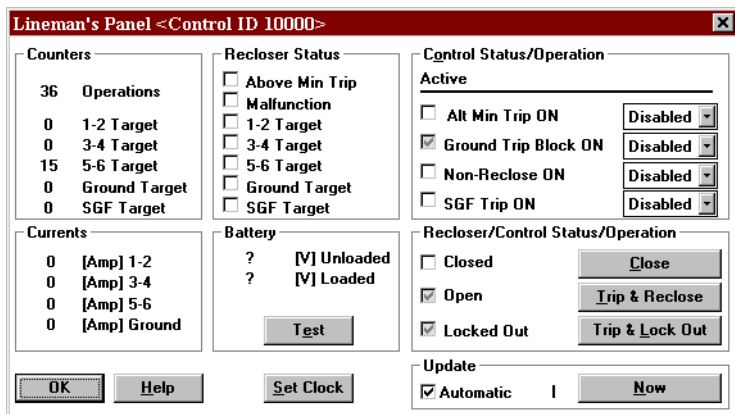 Lineman's Panel <Control ID 10000>
Counters
36 Operations
0 1-2 Target
0 3-4 Target
15 5-6 Target
0 Ground Target
0 SGF Target
Recloser Status
Above Min Trip
Malfunction
1-2 Target
3-4 Target
5-6 Target
Ground Target
SGF Target
Control Status/Operation
Active
Alt Min Trip ON Disabled
Ground Trip Block ON Disabled
Non-Reclose ON Disabled
SGF Trip ON Disabled
Currents
0 [Amp] 1-2
0 [Amp] 3-4
0 [Amp] 5-6
0 [Amp] Ground
Battery
? [V] Unloaded
? [V] Loaded
Test
Recloser/Control Status/Operation
Closed Close
Open Trip & Reclose
Locked Out Trip & Lock Out
OK Help Set Clock
Update
Automatic | Now